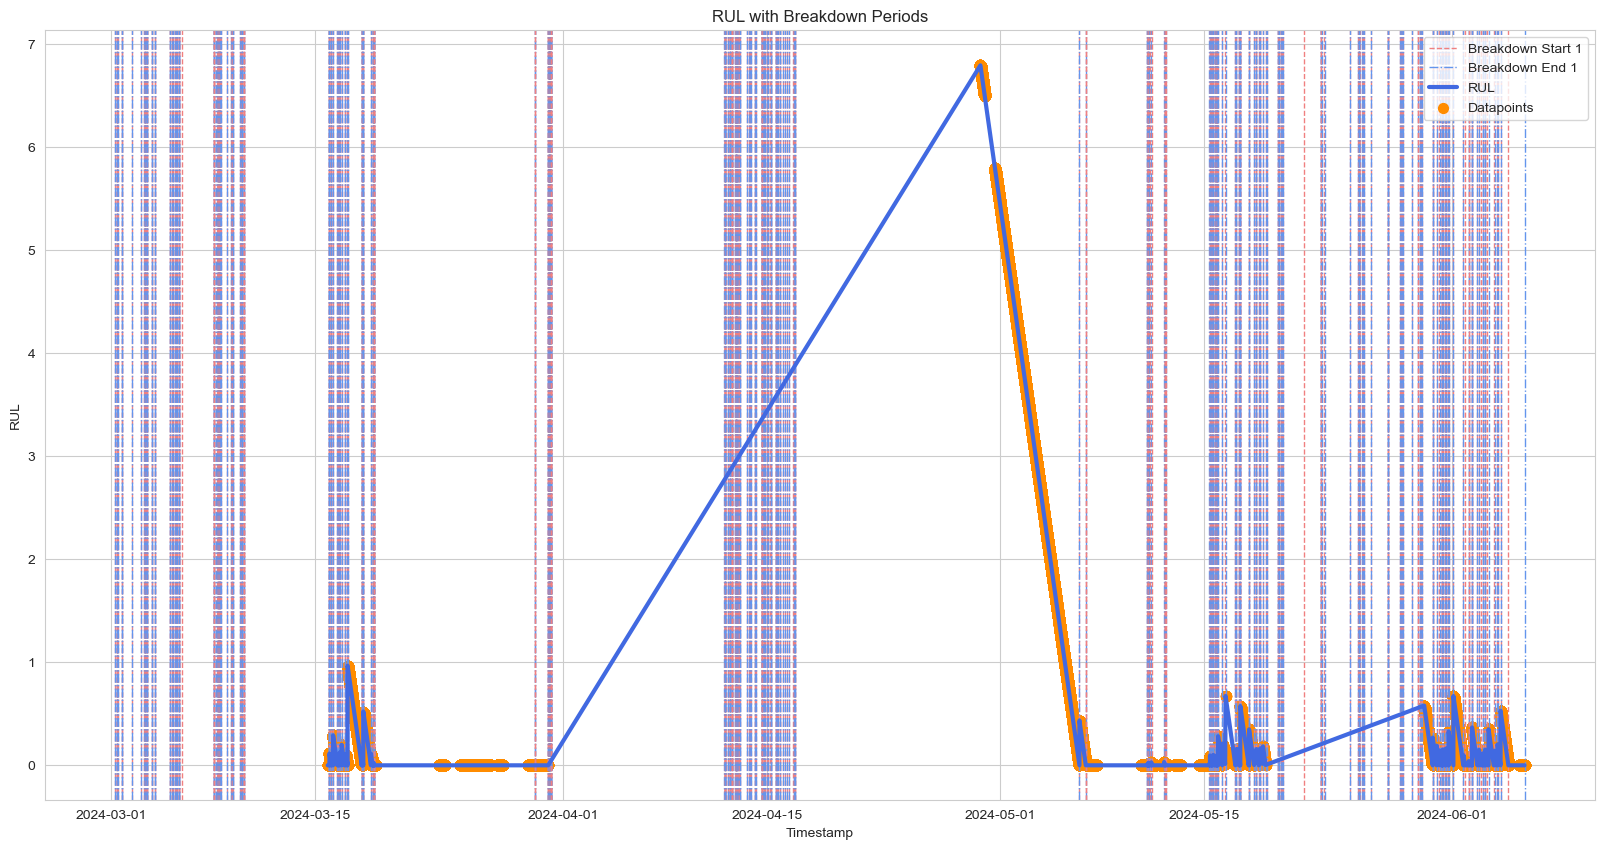 RUL with Breakdown Periods
7
6
5
4
3
2
1
0
RUL
Breakdown Start 1
Breakdown End 1
RUL
Datapoints
2024-03-01
2024-03-15
2024-04-01
2024-04-15
2024-05-01
2024-05-15
2024-06-01
Timestamp